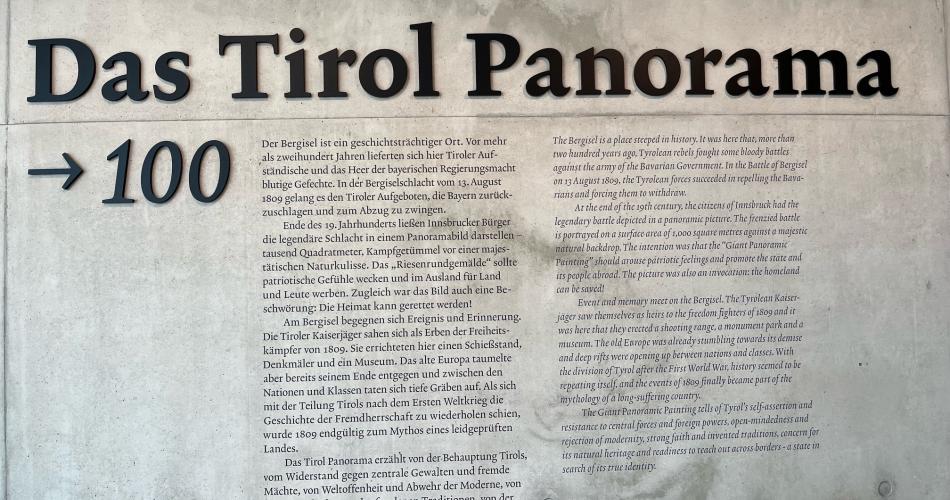 Das Tirol Panorama
→ 100
Der Bergisel ist ein geschichtsträchtiger Ort. Vor mehr
als zweihundert Jahren lieferten sich hier Tiroler Auf-
ständische und das Heer der bayerischen Regierungsmacht
blutige Gefechte. In der Bergiselschlacht vom 13. August
1809 gelang es den Tiroler Aufgeboten, die Bayern zurück-
zuschlagen und zum Abzug zu zwingen.
Ende des 19. Jahrhunderts ließen Innsbrucker Bürger
die legendäre Schlacht in einem Panoramabild darstellen –
tausend Quadratmeter, Kampfgetümmel vor einer majes-
tätischen Naturkulisse. Das „Riesenrundgemälde“ sollte
patriotische Gefühle wecken und im Ausland für Land
und Leute werben. Zugleich war das Bild auch eine Be-
schwörung: Die Heimat kann gerettet werden!
Am Bergisel begegnen sich Ereignis und Erinnerung.
Die Tiroler Kaiserjäger sahen sich als Erben der Freiheits-
kämpfer von 1809. Sie errichteten hier einen Schießstand,
Denkmäler und ein Museum. Das alte Europa taumelte
aber bereits seinem Ende entgegen und zwischen den
Nationen und Klassen taten sich tiefe Gräben auf. Als sich
mit der Teilung Tirols nach dem Ersten Weltkrieg die
Geschichte der Fremdherrschaft zu wiederholen schien,
wurde 1809 endgültig zum Mythos eines leidgeprüften
Landes.
Das Tirol Panorama erzählt von der Behauptung Tirols,
vom Widerstand gegen zentrale Gewalten und fremde
Mächte, von Weltoffenheit und Abwehr der Moderne, von
Traditionen, von der
The Bergisel is a place steeped in history. It was here that, more than
two hundred years ago, Tyrolean rebels fought some bloody battles
against the army of the Bavarian Government. In the Battle of Bergisel
on 13 August 1809, the Tyrolean forces succeeded in repelling the Bava-
rians and forcing them to withdraw.
At the end of the 19th century, the citizens of Innsbruck had the
legendary battle depicted in a panoramic picture. The frenzied battle
is portrayed on a surface area of 1,000 square metres against a majestic
natural backdrop. The intention was that the “Giant Panoramic
Painting” should arouse patriotic feelings and promote the state and
its people abroad. The picture was also an invocation: the homeland
can be saved!
Event and memory meet on the Bergisel. The Tyrolean Kaiser-
jäger saw themselves as heirs to the freedom fighters of 1809 and it
was here that they erected a shooting range, a monument park and a
museum. The old Europe was already stumbling towards its demise
and deep rifts were opening up between nations and classes. With
the division of Tyrol after the First World War, history seemed to be
repeating itself, and the events of 1809 finally became part of the
mythology of a long-suffering country.
The Giant Panoramic Painting tells of Tyrol’s self-assertion and
resistance to central forces and foreign powers, open-mindedness and
rejection of modernity, strong faith and invented traditions, concern for
its natural heritage and readiness to reach out across borders - a state in
search of its true identity.